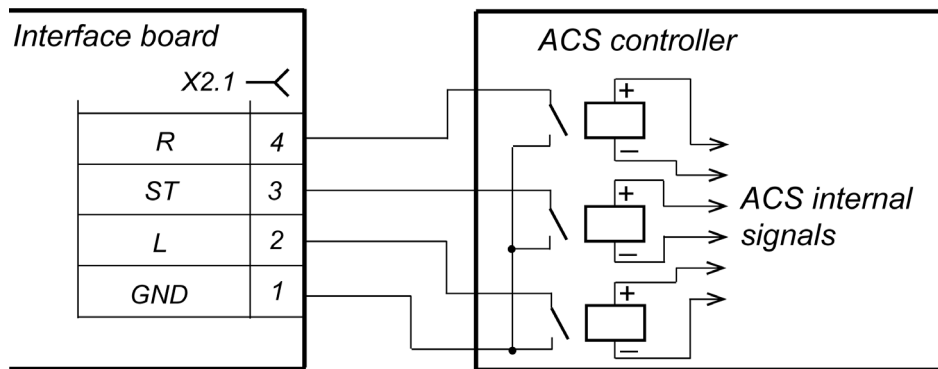 Interface board
ACS controller
X2.1
R 4
ST 3
L 2
GND 1
+
—
+
—
+
—
ACS internal
signals